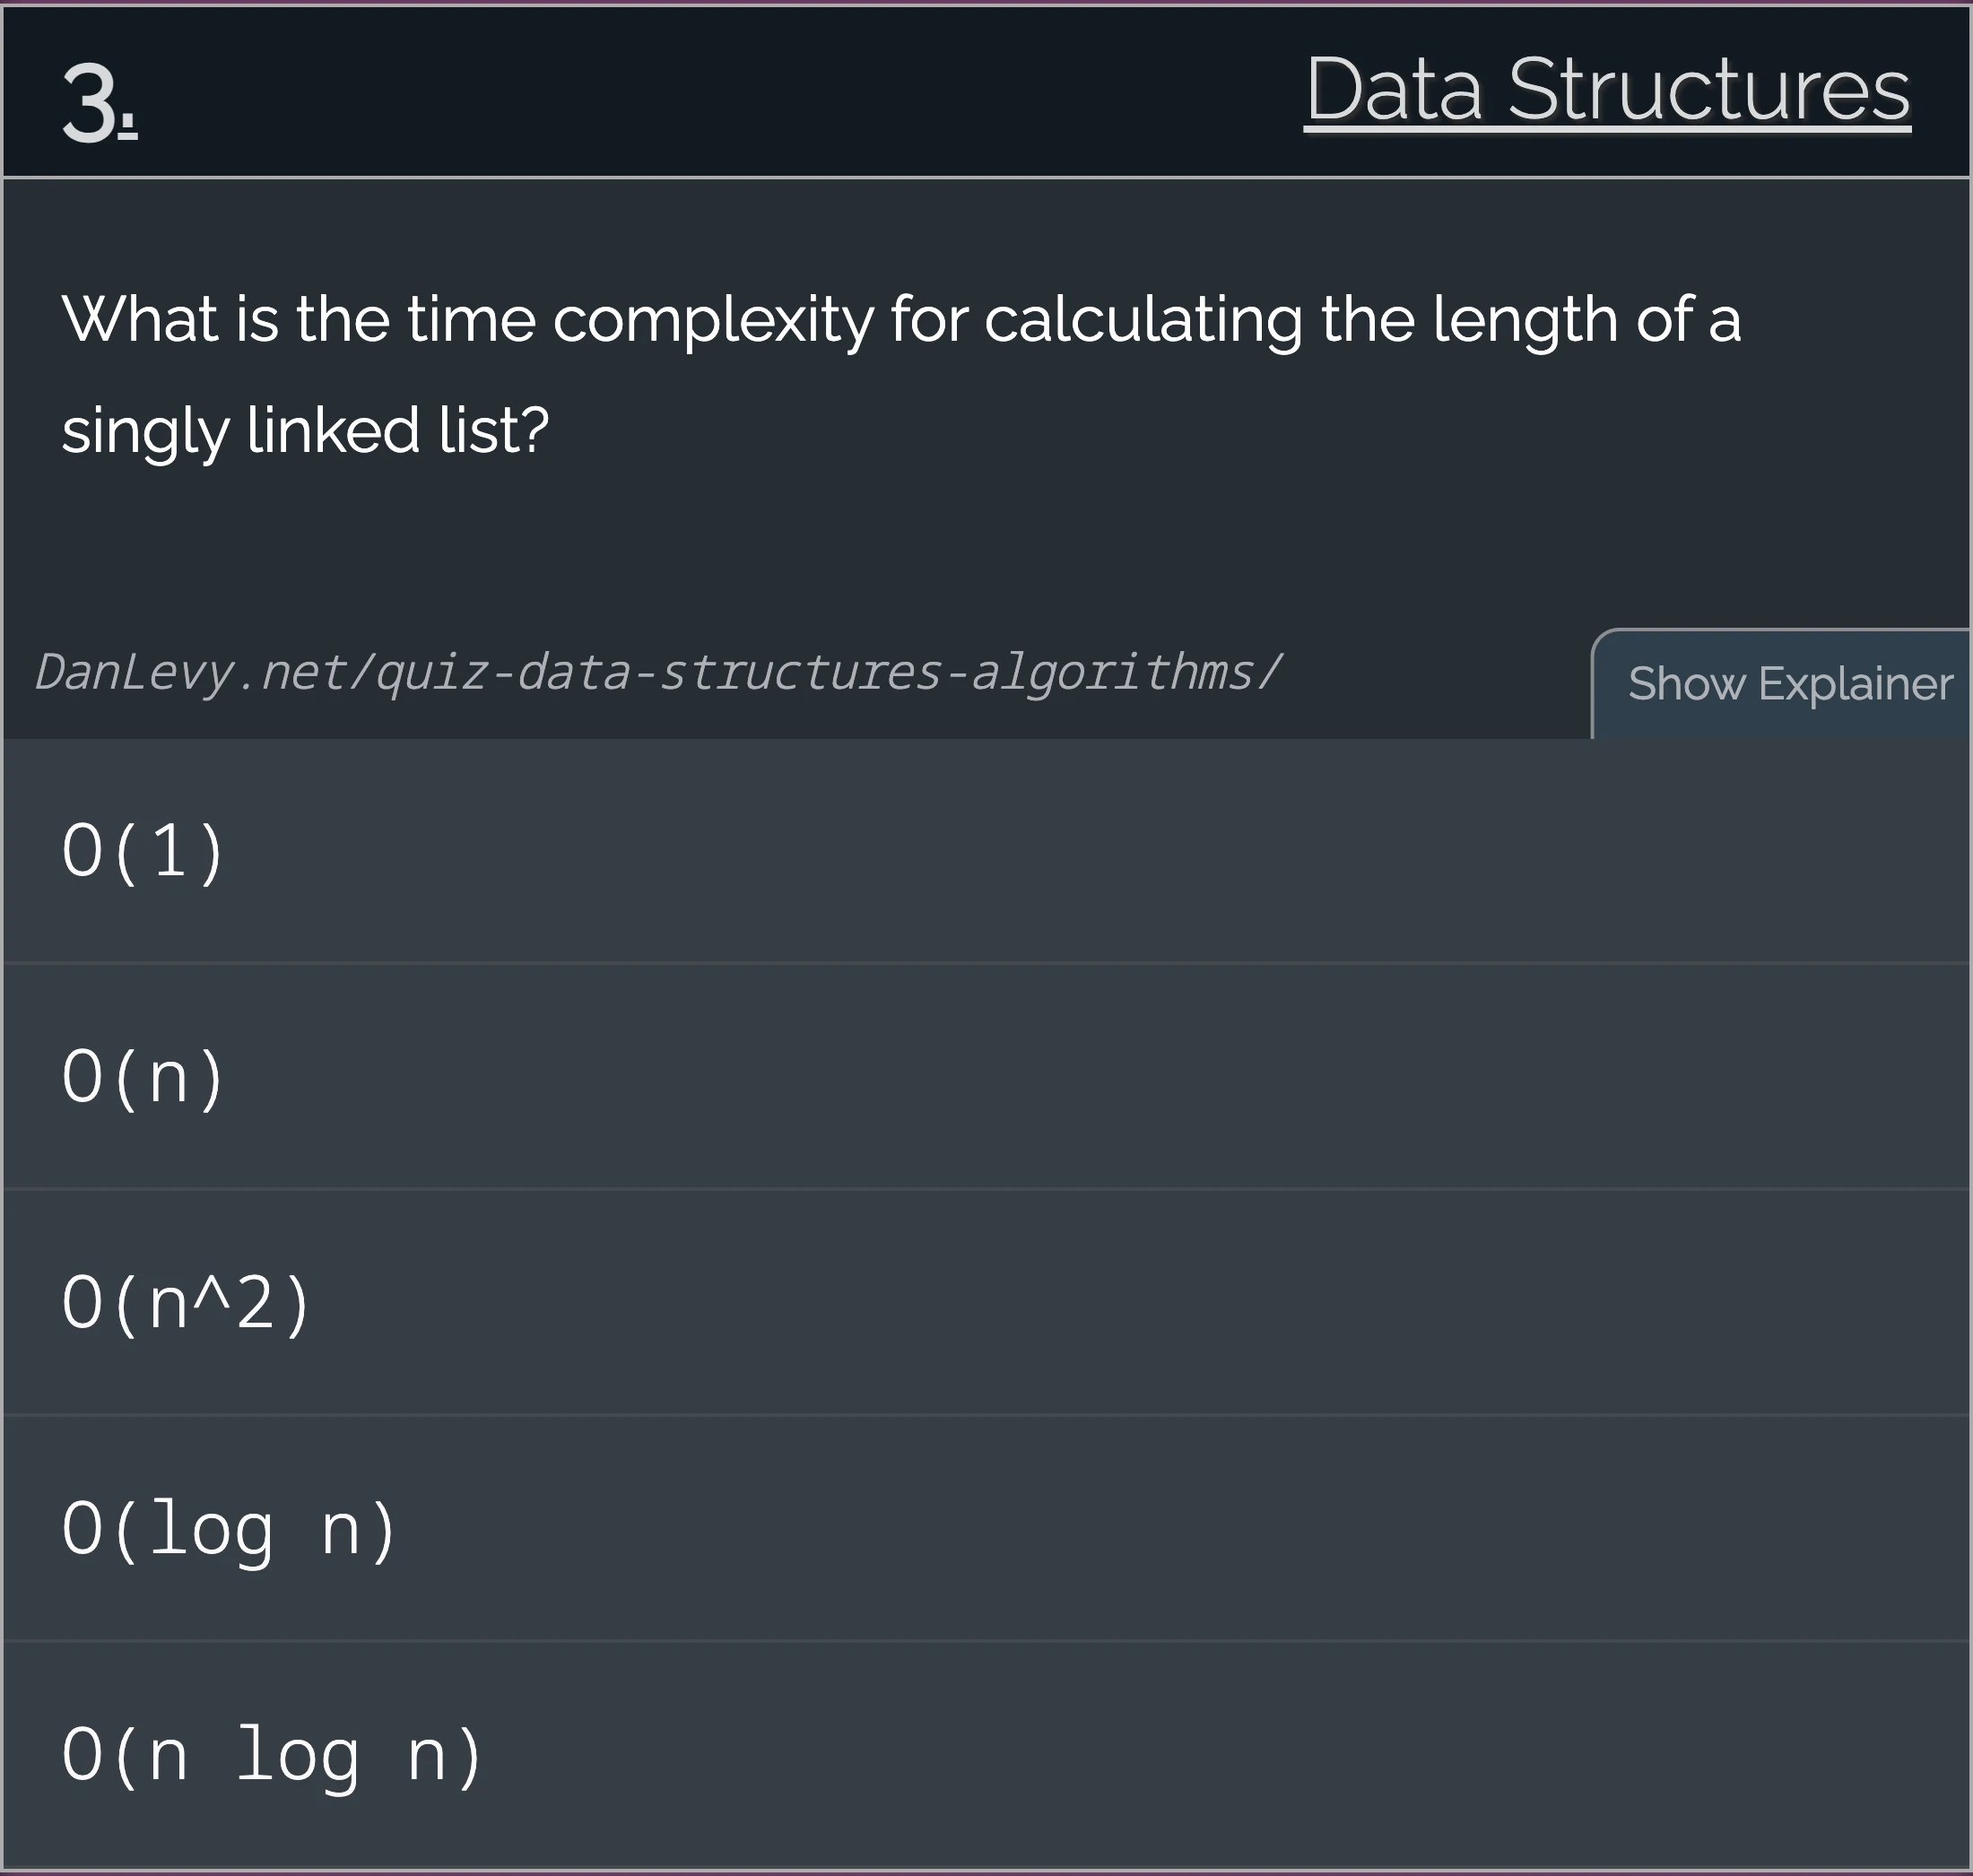 3.
Data Structures
What is the time complexity for calculating the length of a
singly linked list?
DanLevy.net/quiz-data-structures-algorithms/
Show Explainer
O(1)
O(n)
O(n^2)
O(log n)
O(n log n)